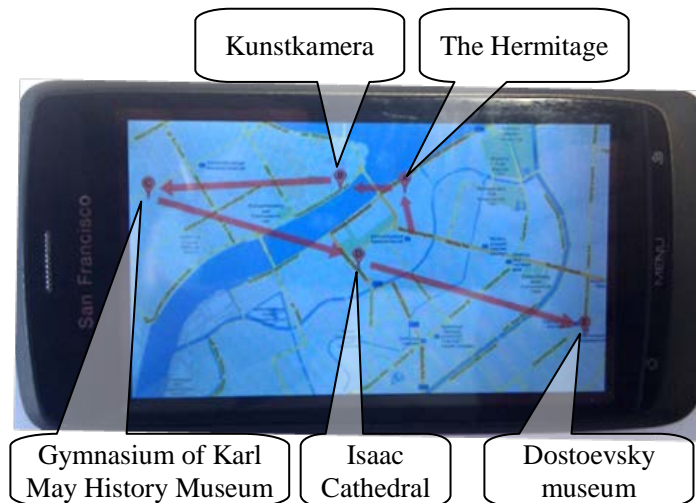 Kunstkamera
The Hermitage
San Francisco
MENU
Gymnasium of Karl
May History Museum
Isaac
Cathedral
Dostoevsky
museum